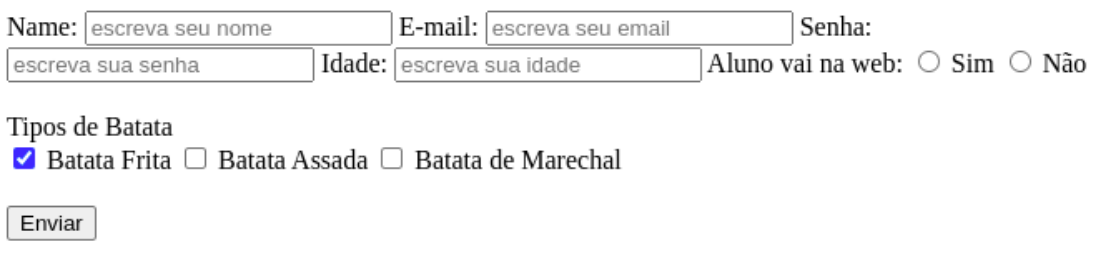 Name: escreva seu nome E-mail: escreva seu email Senha:
escreva sua senha Idade: escreva sua idade Aluno vai na web: Sim Não
Tipos de Batata
Batata Frita Batata Assada Batata de Marechal
Enviar